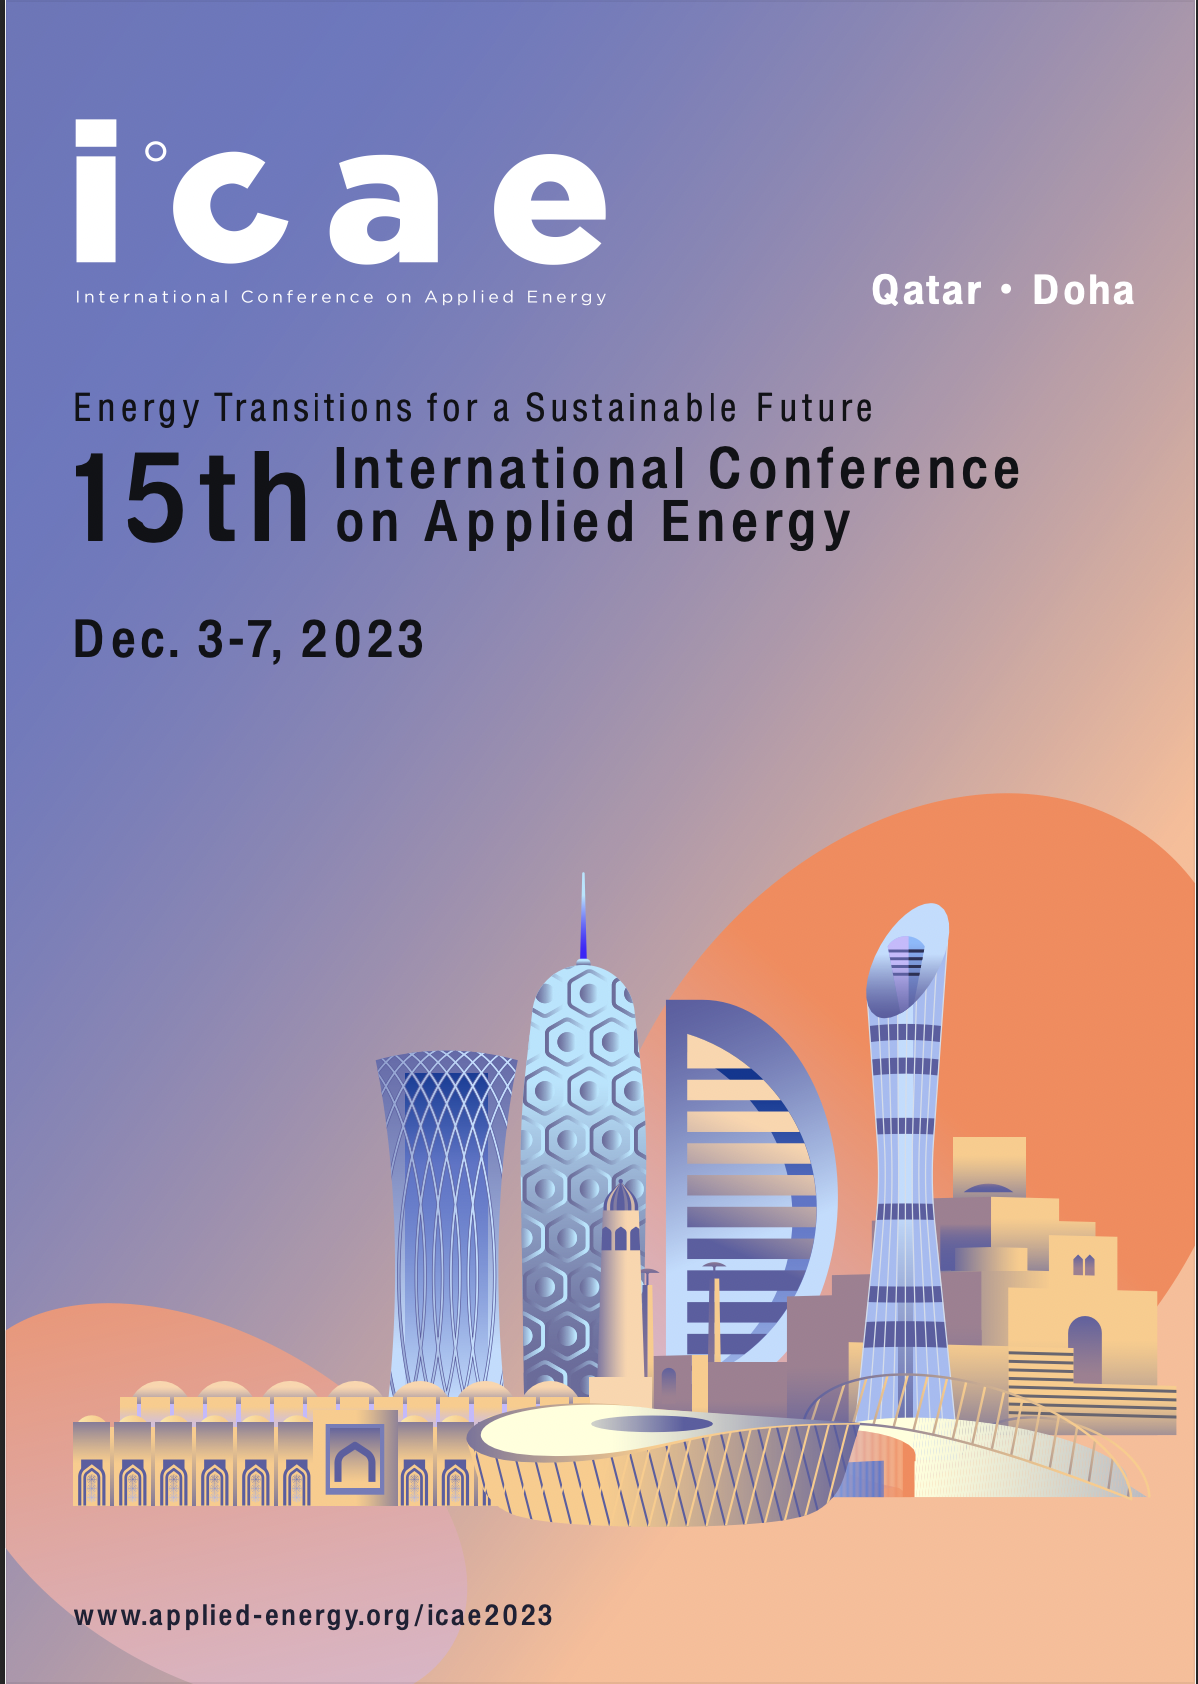 icae
International Conference on Applied Energy
Qatar • Doha
Energy Transitions for a Sustainable Future
15th International Conference
on Applied Energy
Dec. 3-7, 2023
www.applied-energy.org/icae2023